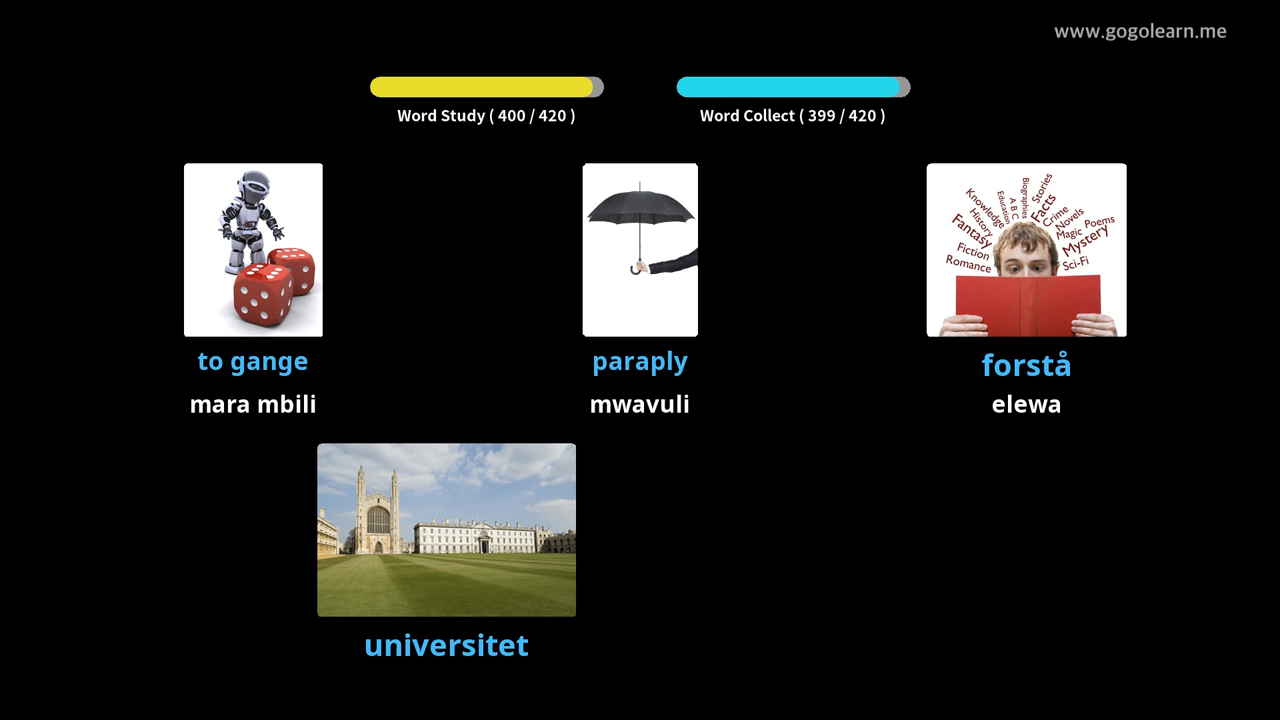 www.gogolearn.me
Word Study ( 400 / 420 )
Word Collect ( 399 / 420 )
Knowledge
History
Fantasy
Fiction
Romance
Education
A B C
Biographies
Stories
Facts
Crime
Novels
Magic
Poems
Mystery
Sci-Fi
to gange
paraply
forstå
mara mbili
mwavuli
elewa
universitet